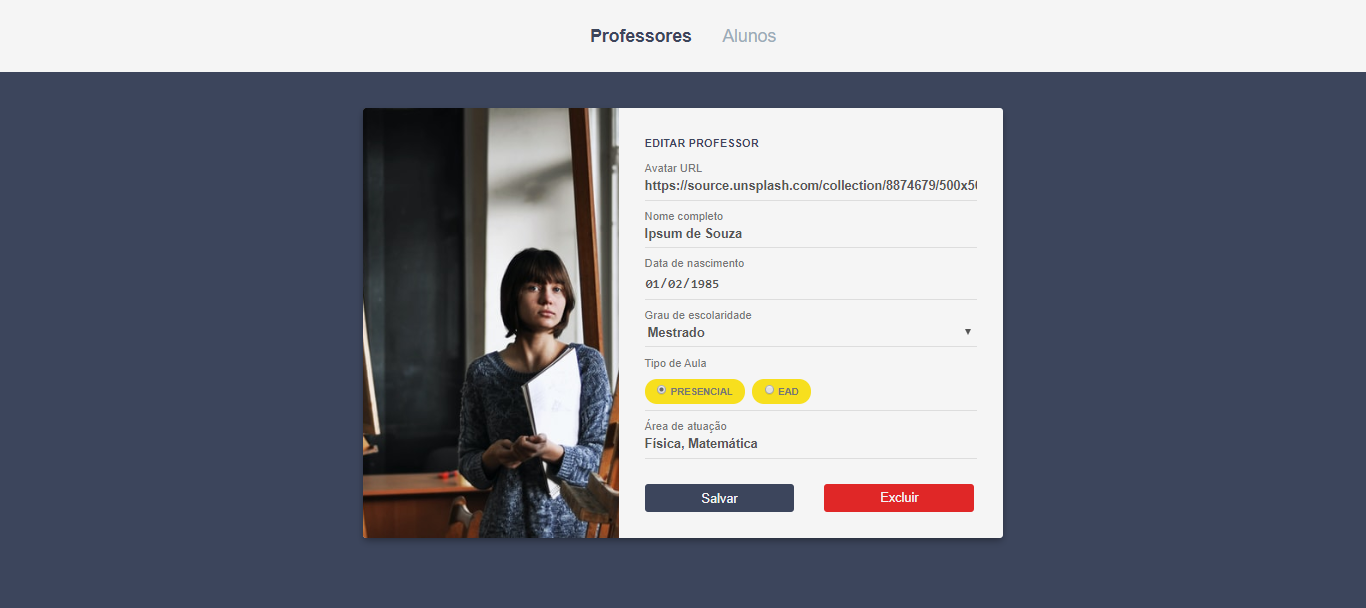 Professores Alunos
EDITAR PROFESSOR
Avatar URL
https://source.unsplash.com/collection/8874679/500x50
Nome completo
Ipsum de Souza
Data de nascimento
01/02/1985
Grau de escolaridade
Mestrado
Tipo de Aula
PRESENCIAL EAD
Área de atuação
Física, Matemática
Salvar Excluir